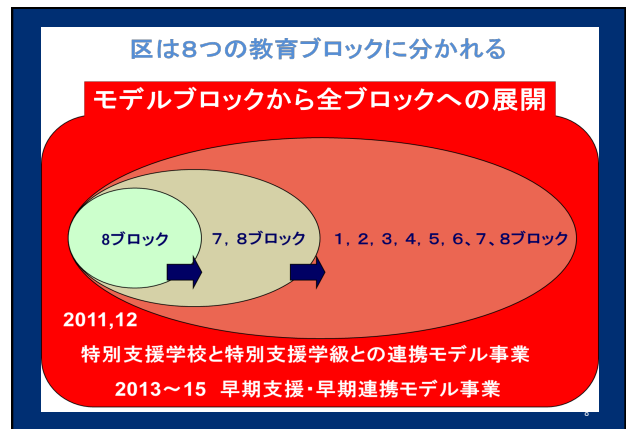 区は８つの教育ブロックに分かれる
モデルブロックから全ブロックへの展開
8ブロック
７，８ブロック
１，２，３，４，５，６、７、８ブロック
2011,12
特別支援学校と特別支援学級との連携モデル事業
2013～15 早期支援・早期連携モデル事業